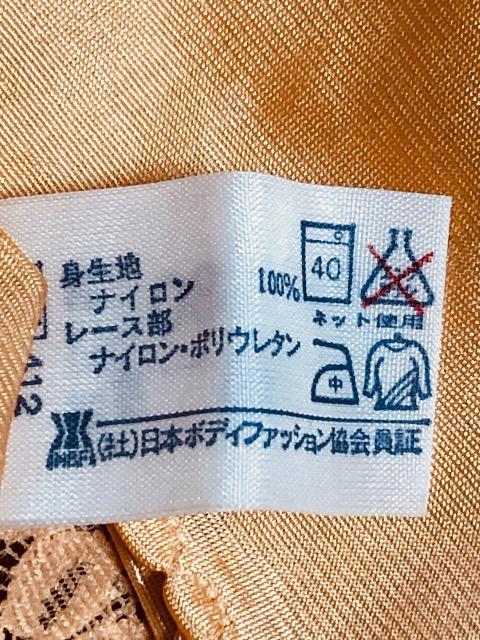 身生地
ナイロン 100%
レース部
ナイロン・ポリウレタン
40
ネット使用
中
(社)日本ボディファッション協会員証
412